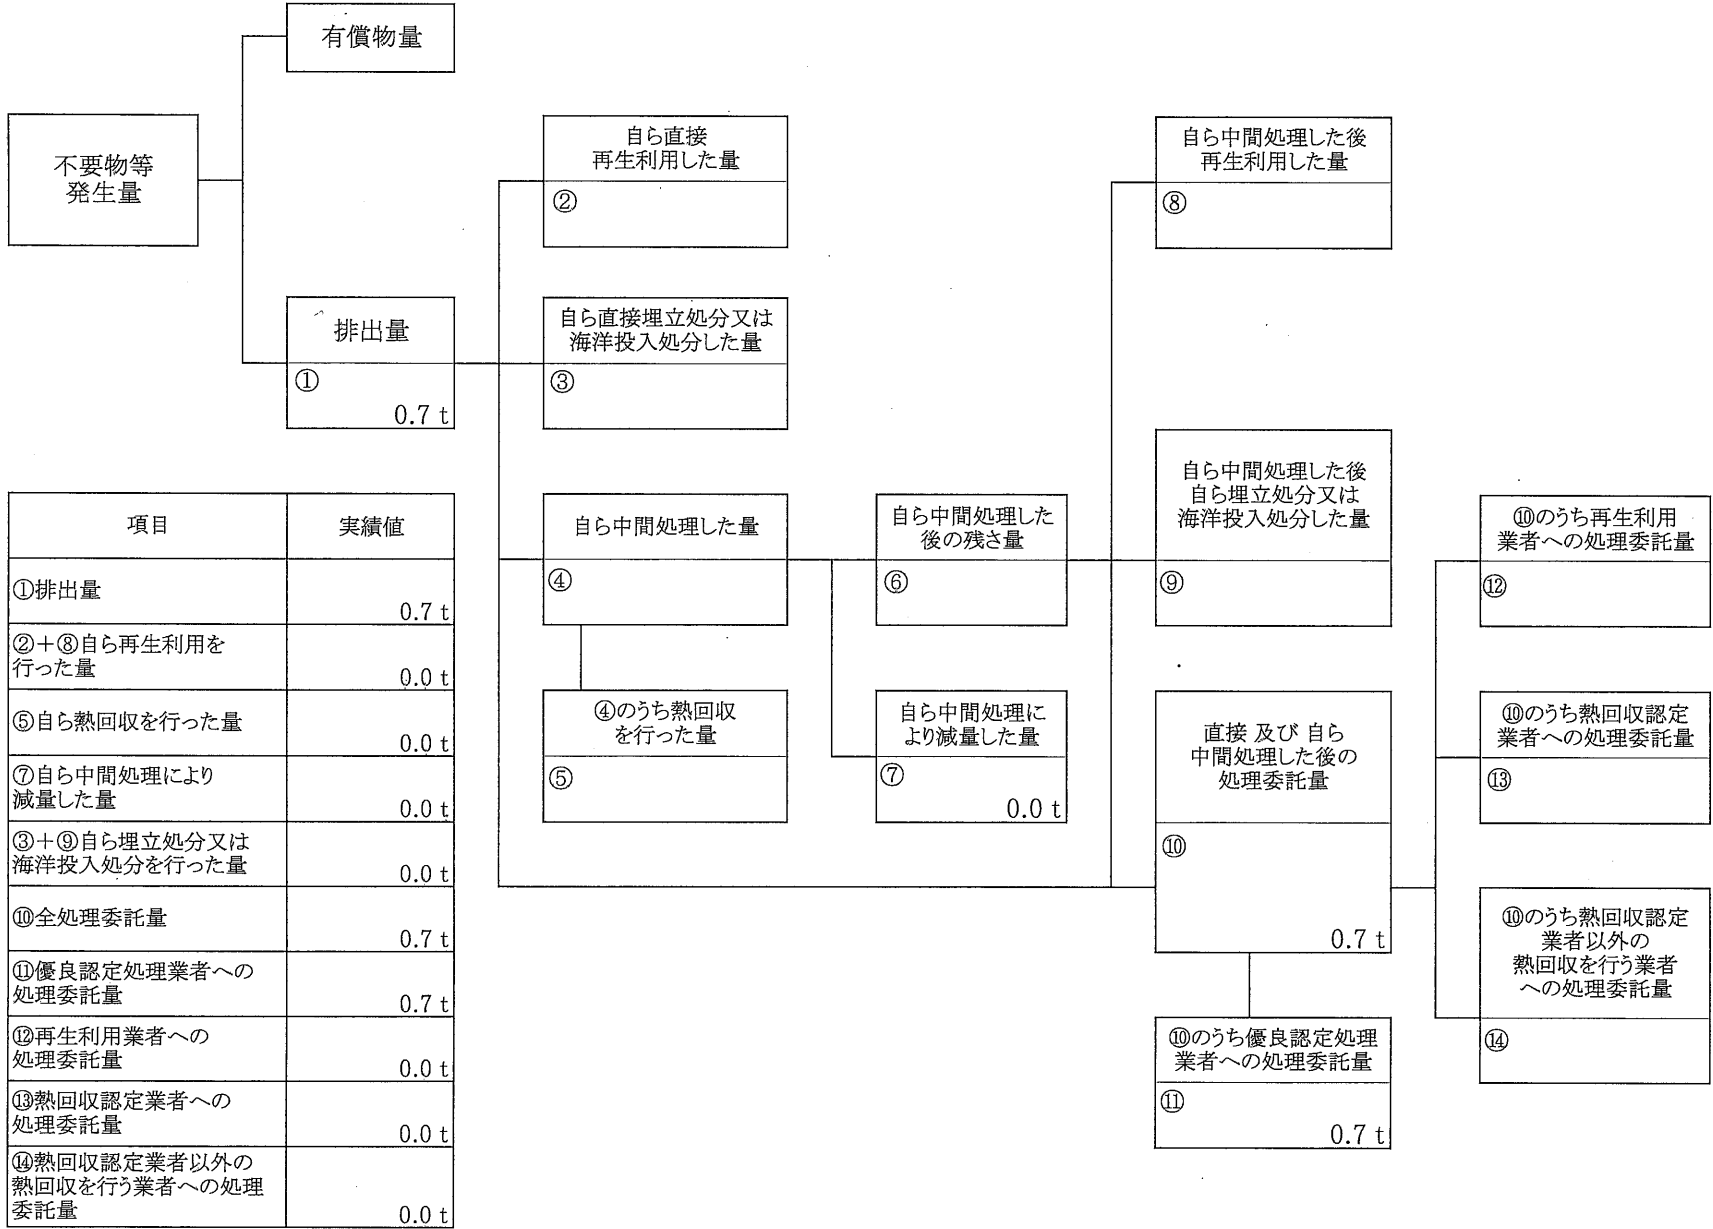 有償物量
不要物等
発生量
排出量
①
0.7 t
自ら直接
再生利用した量
②
自ら直接埋立処分又は
海洋投入処分した量
③
自ら中間処理した量
④
④のうち熱回収
を行った量
⑤
自ら中間処理した
後の残さ量
⑥
自ら中間処理に
より減量した量
⑦
0.0 t
自ら中間処理した後
再生利用した量
⑧
自ら中間処理した後
自ら埋立処分又は
海洋投入処分した量
⑨
直接 及び 自ら
中間処理した後の
処理委託量
⑩
0.7 t
⑩のうち優良認定処理
業者への処理委託量
⑪
0.7 t
⑩のうち再生利用
業者への処理委託量
⑫
⑩のうち熱回収認定
業者への処理委託量
⑬
⑩のうち熱回収認定
業者以外の
熱回収を行う業者
への処理委託量
⑭
項目 実績値
①排出量
0.7 t
②+⑧自ら再生利用を
行った量
0.0 t
⑤自ら熱回収を行った量
0.0 t
⑦自ら中間処理により
減量した量
0.0 t
③+⑨自ら埋立処分又は
海洋投入処分を行った量
0.0 t
⑩全処理委託量
0.7 t
⑪優良認定処理業者への
処理委託量
0.7 t
⑫再生利用業者への
処理委託量
0.0 t
⑬熱回収認定業者への
処理委託量
0.0 t
⑭熱回収認定業者以外の
熱回収を行う業者への処理
委託量
0.0 t